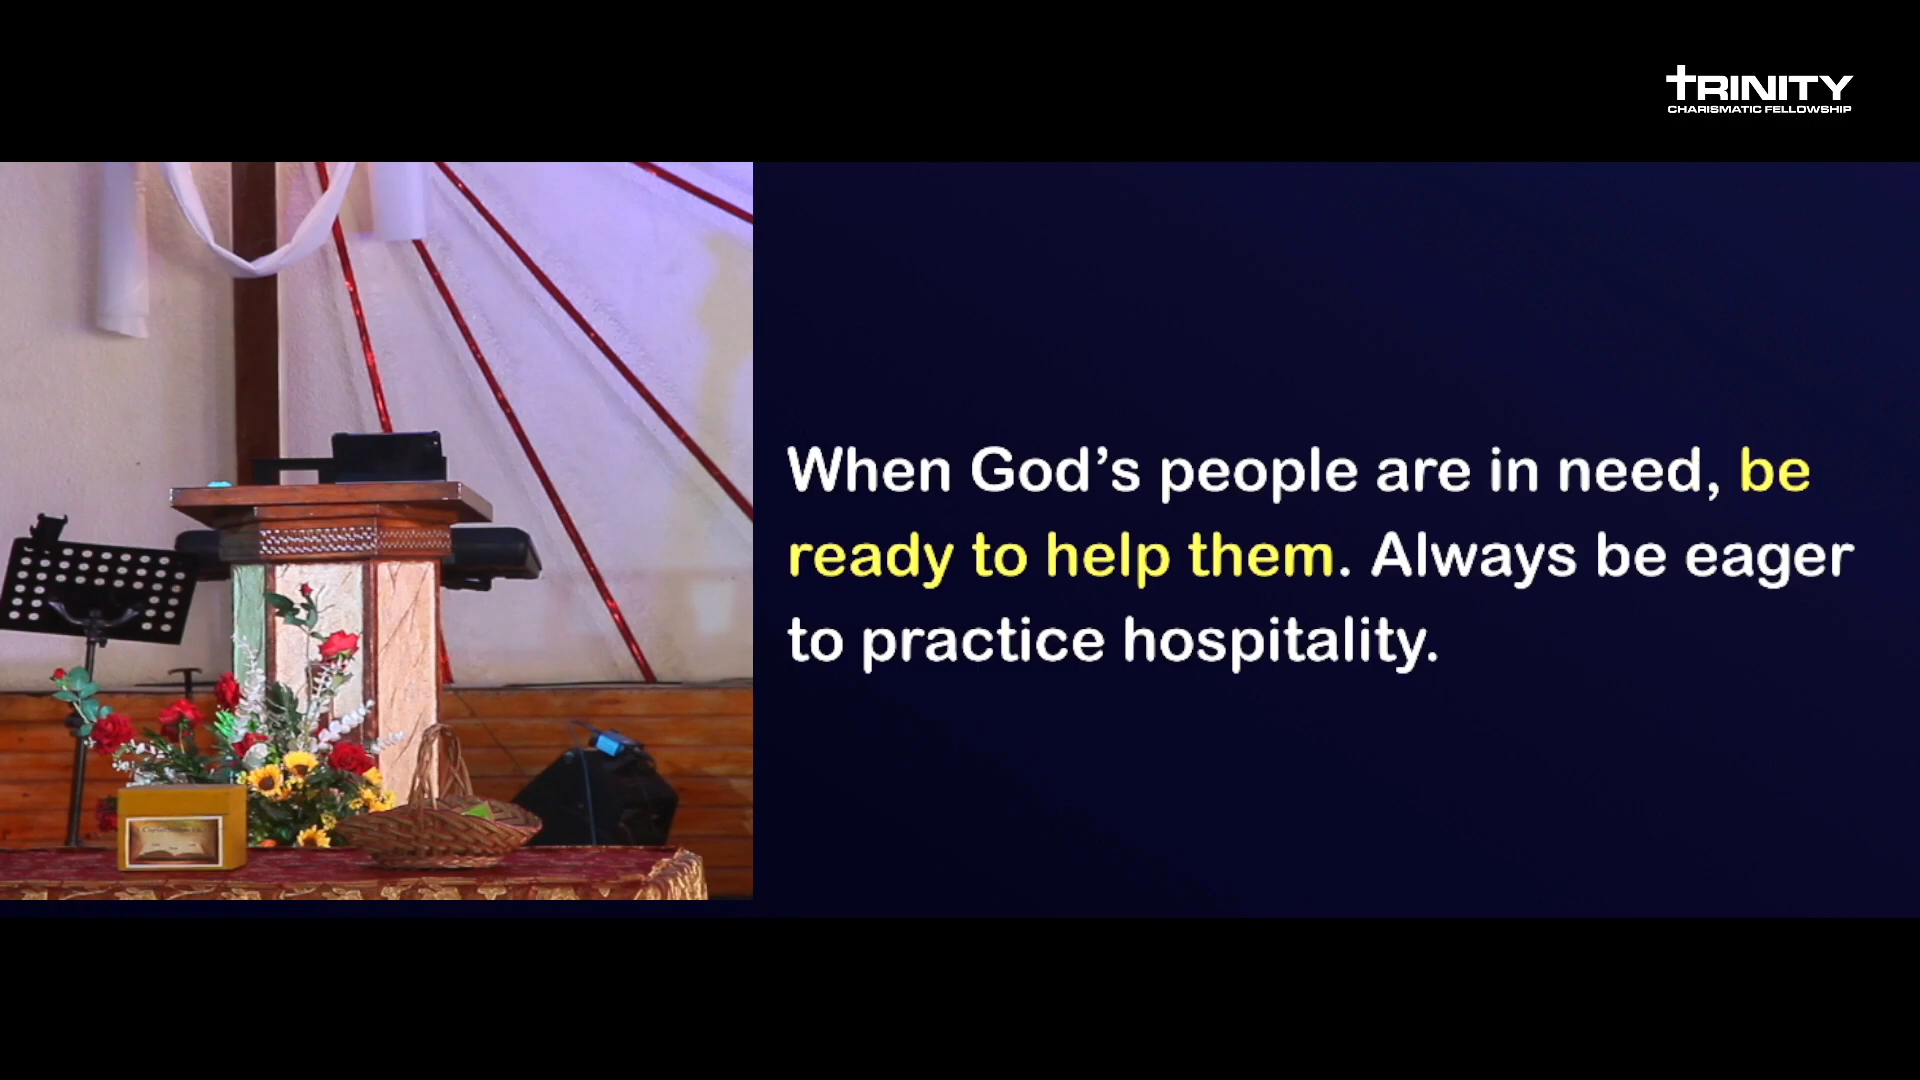 TRINITY
CHARISMATIC FELLOWSHIP
When God’s people are in need, be
ready to help them. Always be eager
to practice hospitality.